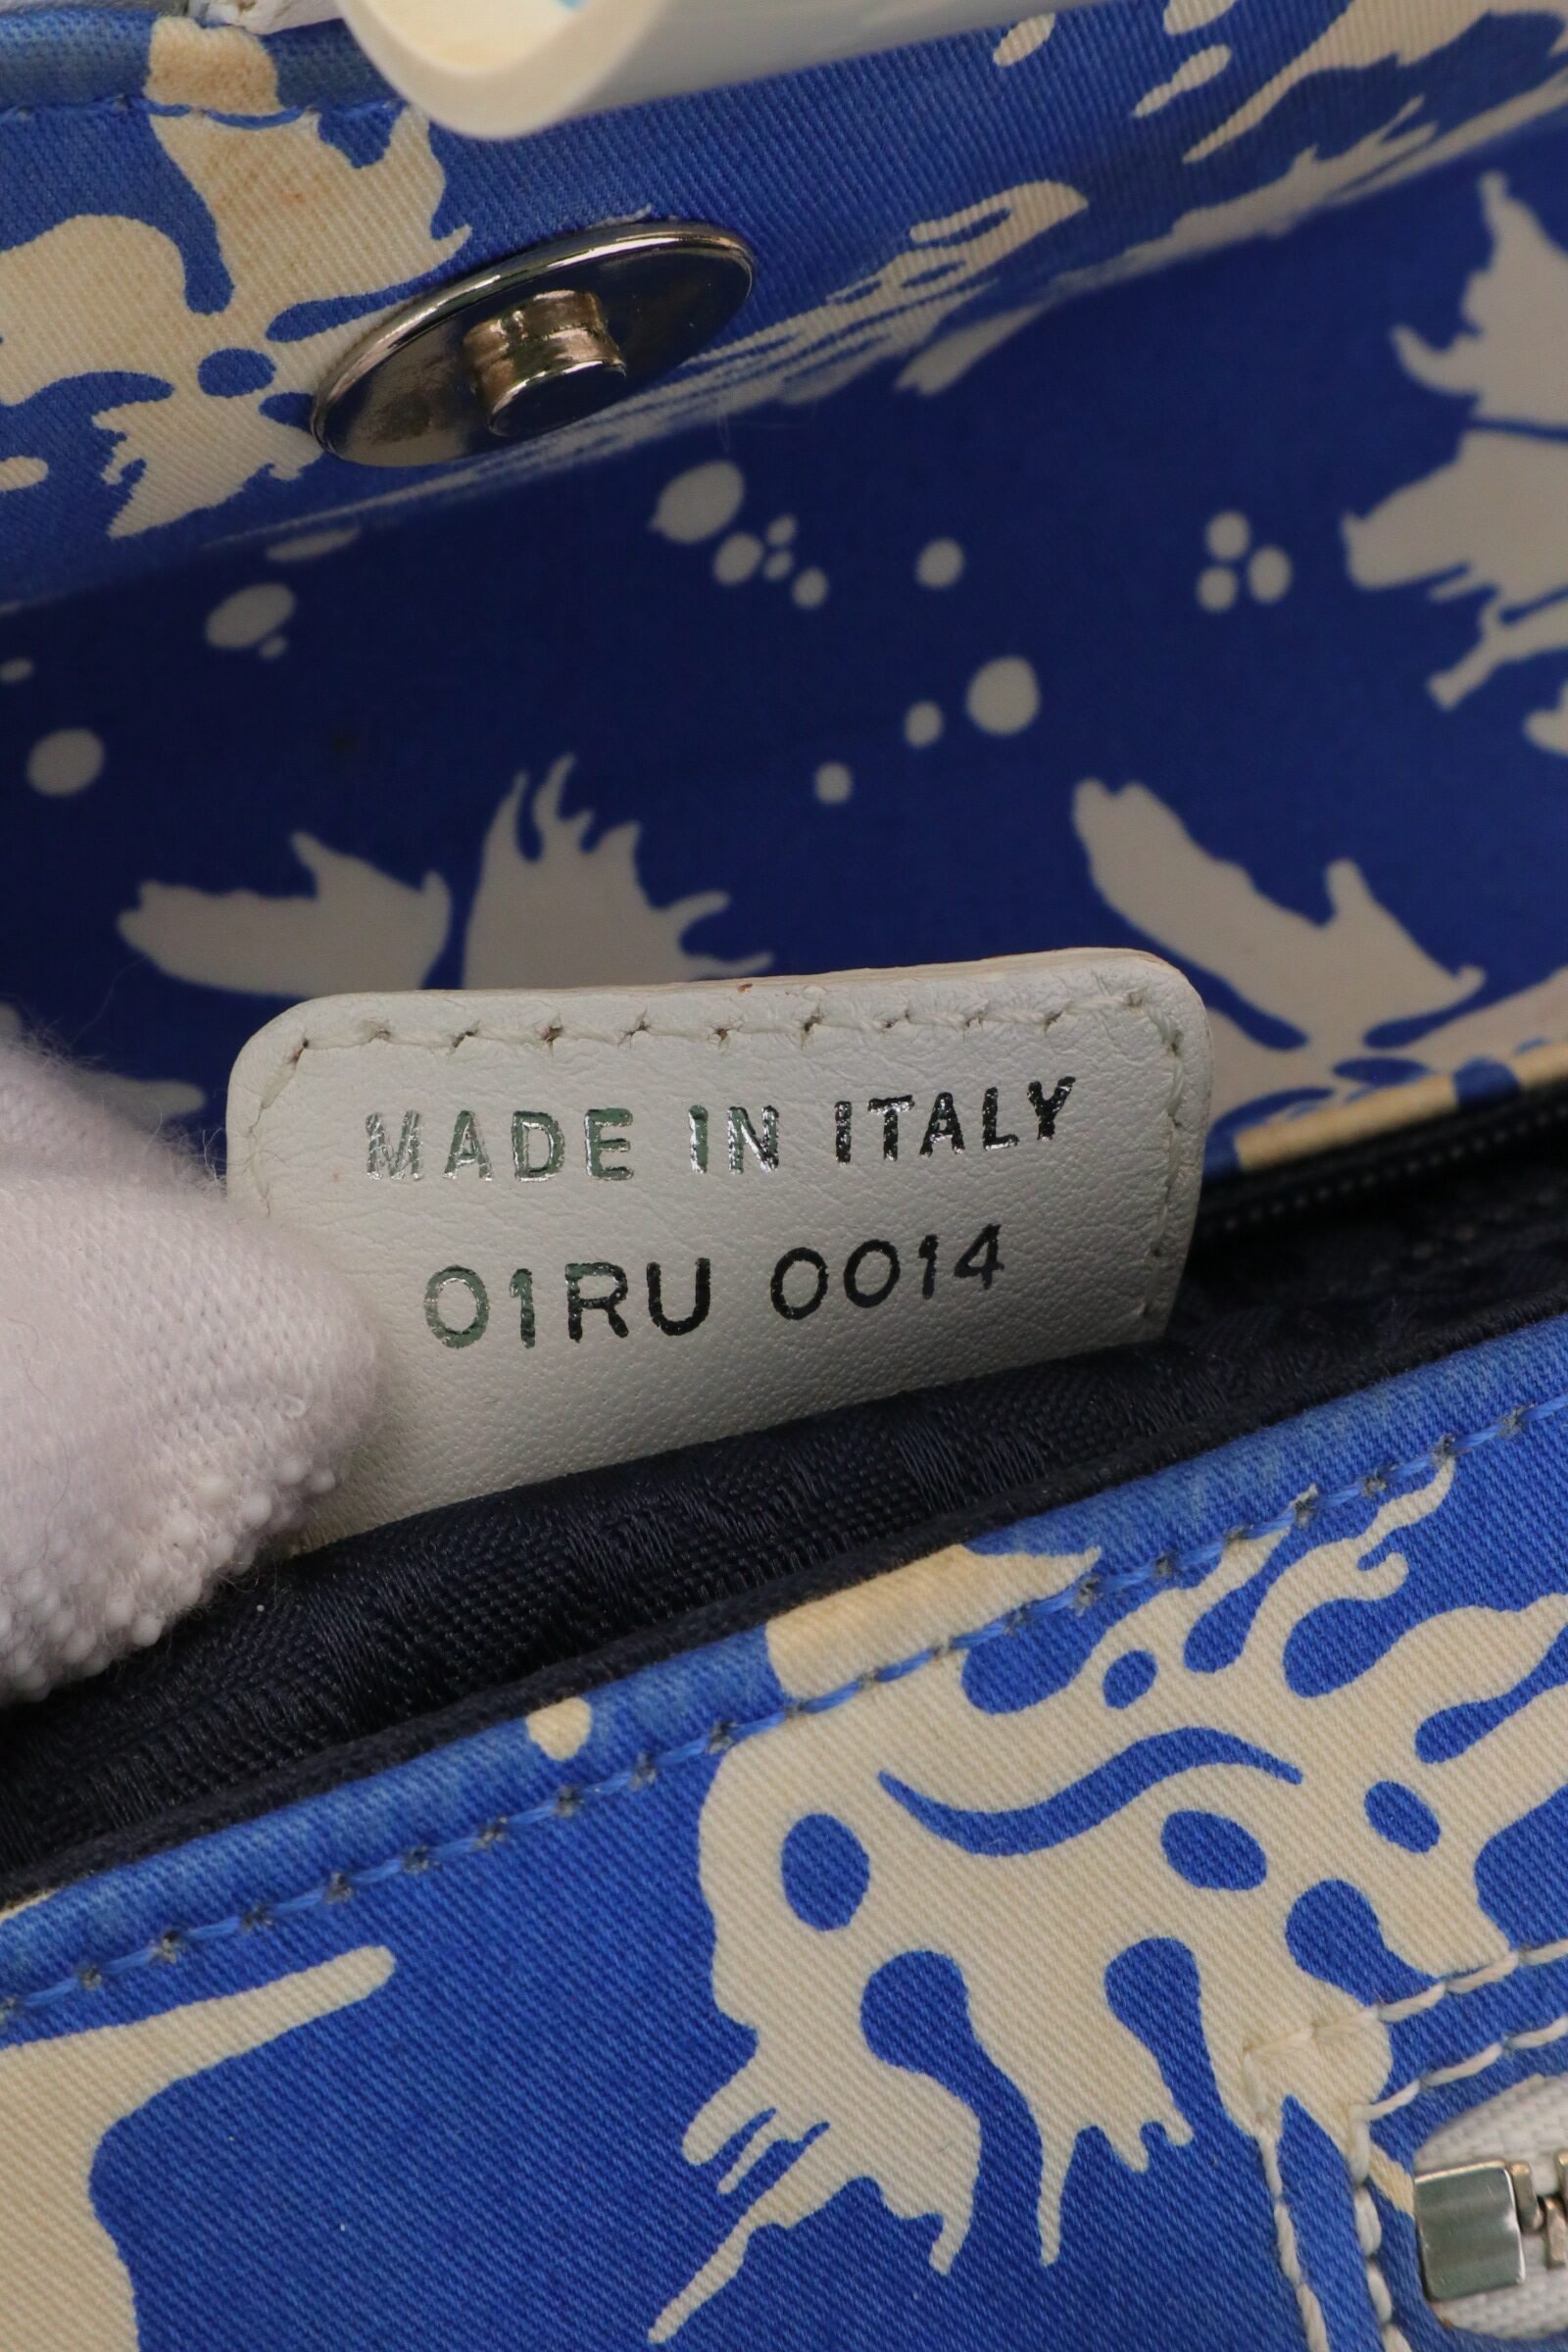 MADE IN ITALY
01RU 0014